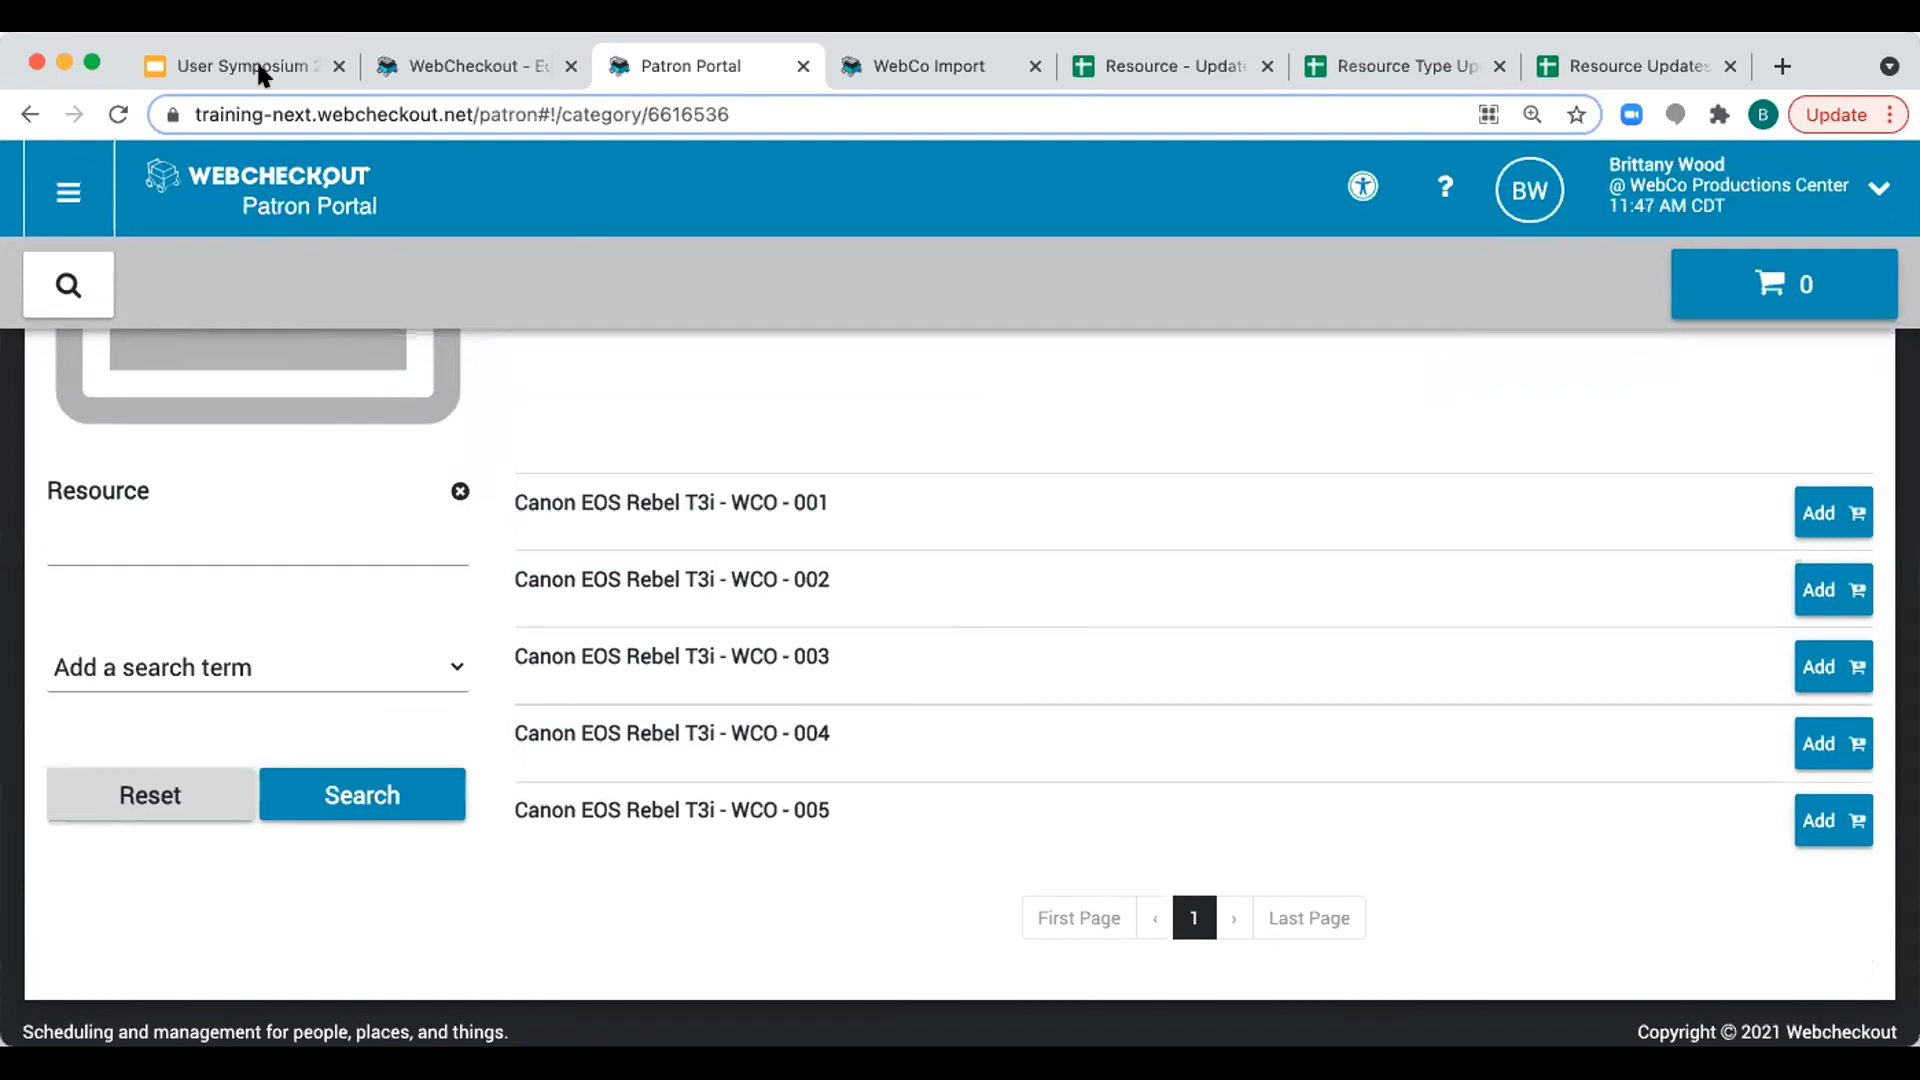 User Symposium 2
WebCheckout - Ec
Patron Portal
WebCo Import
Resource - Updat
Resource Type Up
Resource Updates
training-next.webcheckout.net/patron#!/category/6616536
B
Update
WEBCHECKOUT
Patron Portal
?
BW
Brittany Wood
@ WebCo Productions Center
11:47 AM CDT
0
Resource
Canon EOS Rebel T3i - WCO - 001
Add
Canon EOS Rebel T3i - WCO - 002
Add
Add a search term
Canon EOS Rebel T3i - WCO - 003
Add
Canon EOS Rebel T3i - WCO - 004
Add
Reset
Search
Canon EOS Rebel T3i - WCO - 005
Add
First Page ‹ 1 › Last Page
Scheduling and management for people, places, and things.
Copyright © 2021 Webcheckout